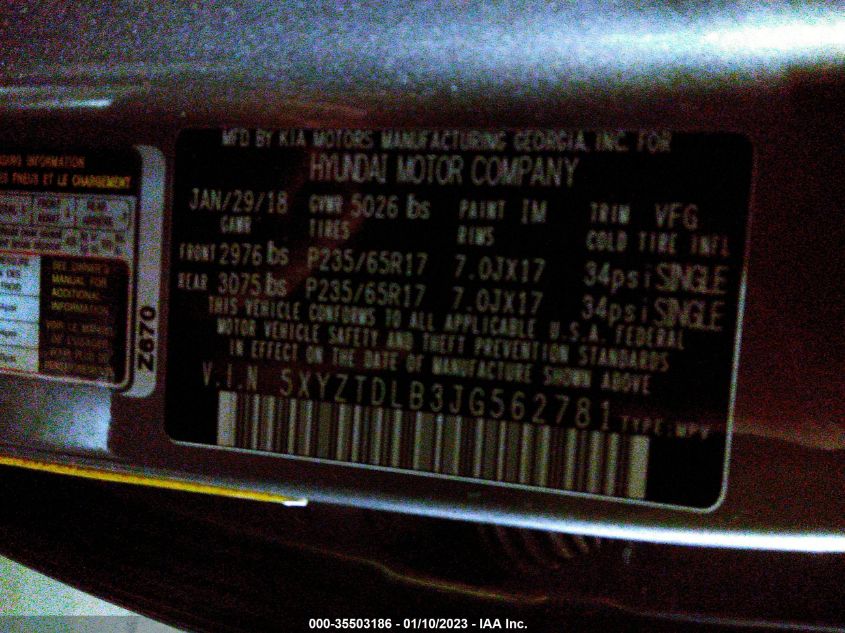 SURE INFORMATION
ES PNEUS ET LE CHARGEMENT
SEE OWNER'S
MANUAL FOR
ADDITIONAL
INFORMATION
Z670
MFD BY KIA MOTORS MANUFACTURING GEORGIA, INC. FOR
HYUNDAI MOTOR COMPANY
JAN/29/18 GVWR 5026 lbs PAINT IM TRIM VFG
GAWR TIRES RIMS COLD TIRE INFL
FRONT 2976 lbs P235/65R17 7.0JX17 34psi SINGLE
REAR 3075 lbs P235/65R17 7.0JX17 34psi SINGLE
THIS VEHICLE CONFORMS TO ALL APPLICABLE U.S.A. FEDERAL
MOTOR VEHICLE SAFETY AND THEFT PREVENTION STANDARDS
IN EFFECT ON THE DATE OF MANUFACTURE SHOWN ABOVE
V.I.N 5XYZTDLB3JG562781 TYPE:MPV
000-35503186 - 01/10/2023 - IAA Inc.